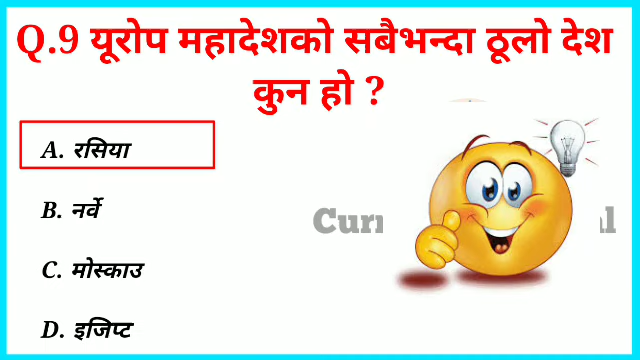 Q.9 यूरोप महादेशको सबैभन्दा ठूलो देश
कुन हो ?
A. रसिया
B. नर्वे
C. मोस्काउ
D. इजिप्ट